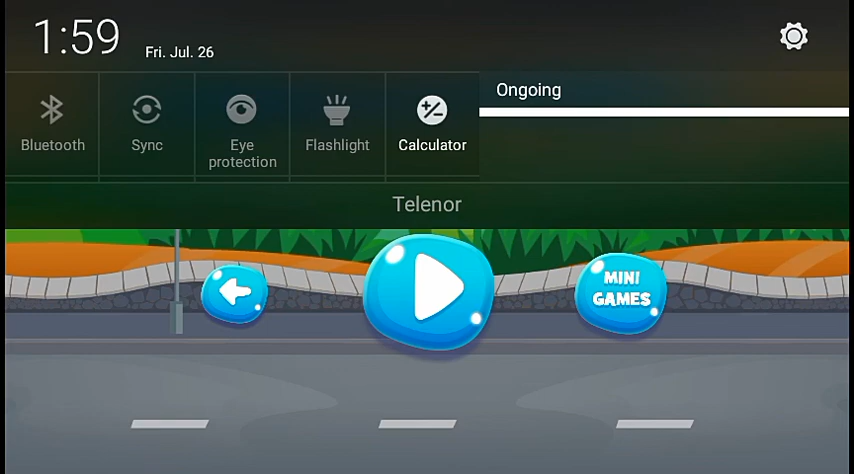 1:59
Fri. Jul. 26
Ongoing
Bluetooth
Sync
Eye
protection
Flashlight
Calculator
Telenor
MINI
GAMES